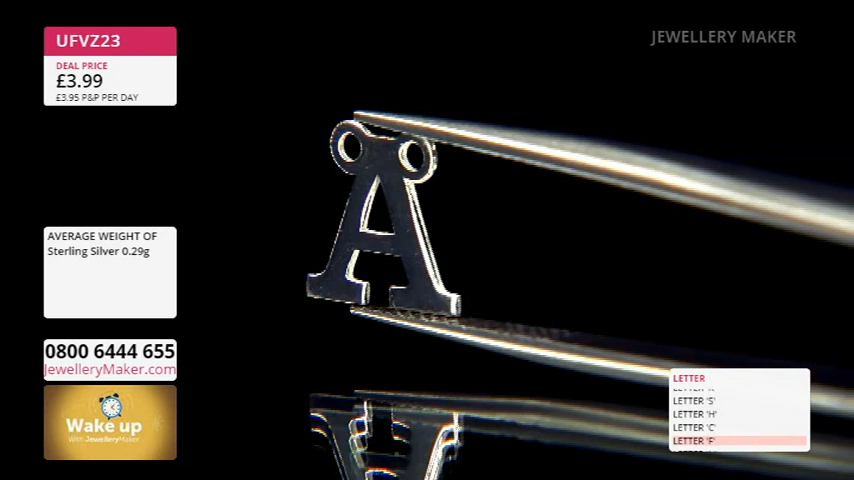 UFVZ23
DEAL PRICE
£3.99
£3.95 P&P PER DAY
JEWELLERY MAKER
A
AVERAGE WEIGHT OF
Sterling Silver 0.29g
0800 6444 655
JewelleryMaker.com
Wake up
With JewelleryMaker
LETTER
LETTER 'S'
LETTER 'H'
LETTER 'C'
LETTER 'F'